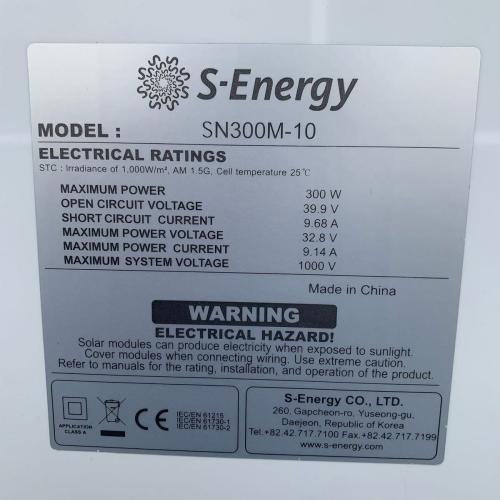 S-Energy
MODEL : SN300M-10
ELECTRICAL RATINGS
STC : Irradiance of 1,000W/m², AM 1.5G, Cell temperature 25℃
MAXIMUM POWER 300 W
OPEN CIRCUIT VOLTAGE 39.9 V
SHORT CIRCUIT CURRENT 9.68 A
MAXIMUM POWER VOLTAGE 32.8 V
MAXIMUM POWER CURRENT 9.14 A
MAXIMUM SYSTEM VOLTAGE 1000 V
Made in China
WARNING
ELECTRICAL HAZARD!
Solar modules can produce electricity when exposed to sunlight.
Cover modules when connecting wiring. Use extreme caution.
Refer to manuals for the rating, installation, and operation of the product.
APPLICATION
CLASS A
CE
IEC/EN 61215
IEC/EN 61730-1
IEC/EN 61730-2
S-Energy CO., LTD.
260, Gapcheon-ro, Yuseong-gu,
Daejeon, Republic of Korea
Tel.+82.42.717.7100 Fax.+82.42.717.7199
www.s-energy.com